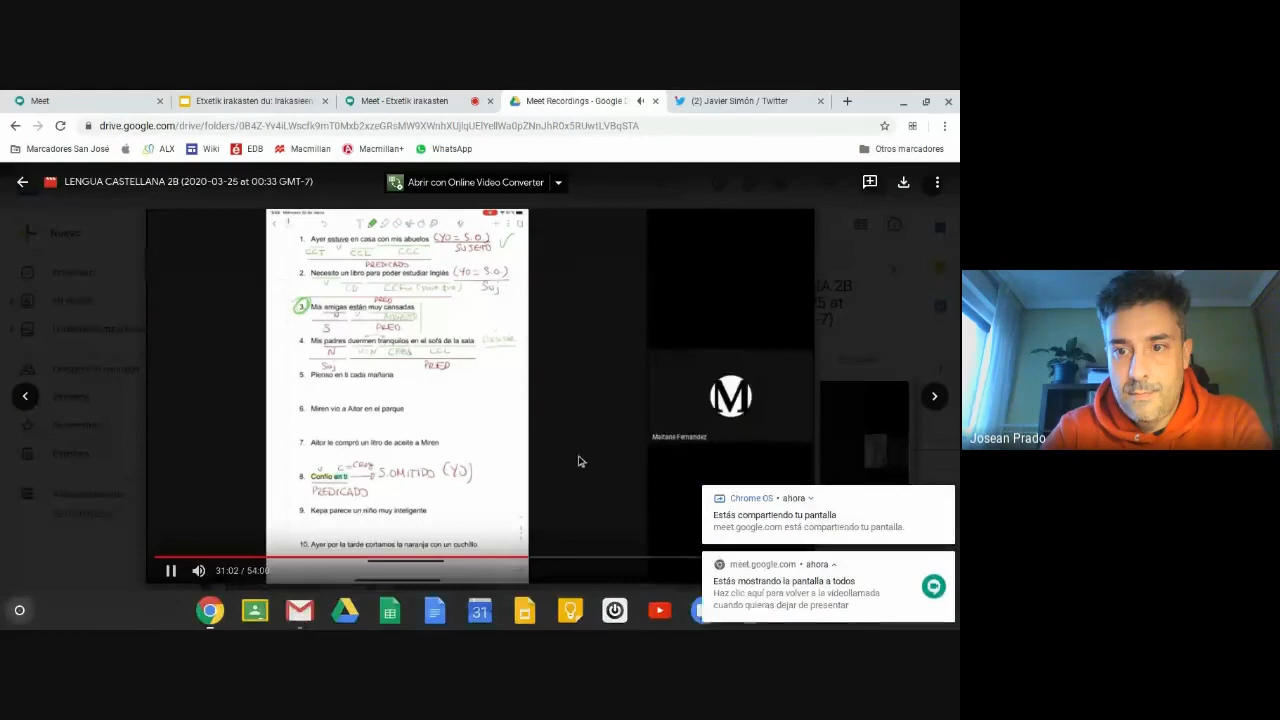 Meet
Etxetik irakasten du: Irakasleen
Meet - Etxetik irakasten
Meet Recordings - Google D
(2) Javier Simón / Twitter
Marcadores San José
ALX
Wiki
EDB
Macmillan
Macmillan+
WhatsApp
Otros marcadores
LENGUA CASTELLANA 2B (2020-03-25 at 00:33 GMT-7)
Abrir con Online Video Converter
1. Ayer estuve en casa con mis abuelos (YO = S.O.)
SUJETO
CCT V CCL CCC
PREDICADO
2. Necesito un libro para poder estudiar Inglés (YO = S.O.)
V CD Suj
PRED
3. Mis amigas están muy cansadas
N V
S PRED.
4. Mis padres duermen tranquilos en el sofá de la sala
N CCL
Suj PRED
5. Pienso en ti cada mañana
6. Miren vio a Aitor en el parque
7. Aitor le compró un litro de aceite a Miren
8. Confío en ti S. OMITIDO (YO)
PREDICADO
9. Kepa parece un niño muy inteligente
10. Ayer por la tarde cortamos la naranja con un cuchillo
M
Maitane Fernandez
31:02 / 54:00
Chrome OS • ahora
Estás compartiendo tu pantalla
meet.google.com está compartiendo tu pantalla.
meet.google.com • ahora
Estás mostrando la pantalla a todos
Haz clic aquí para volver a la videollamada
cuando quieras dejar de presentar
31
Josean Prado